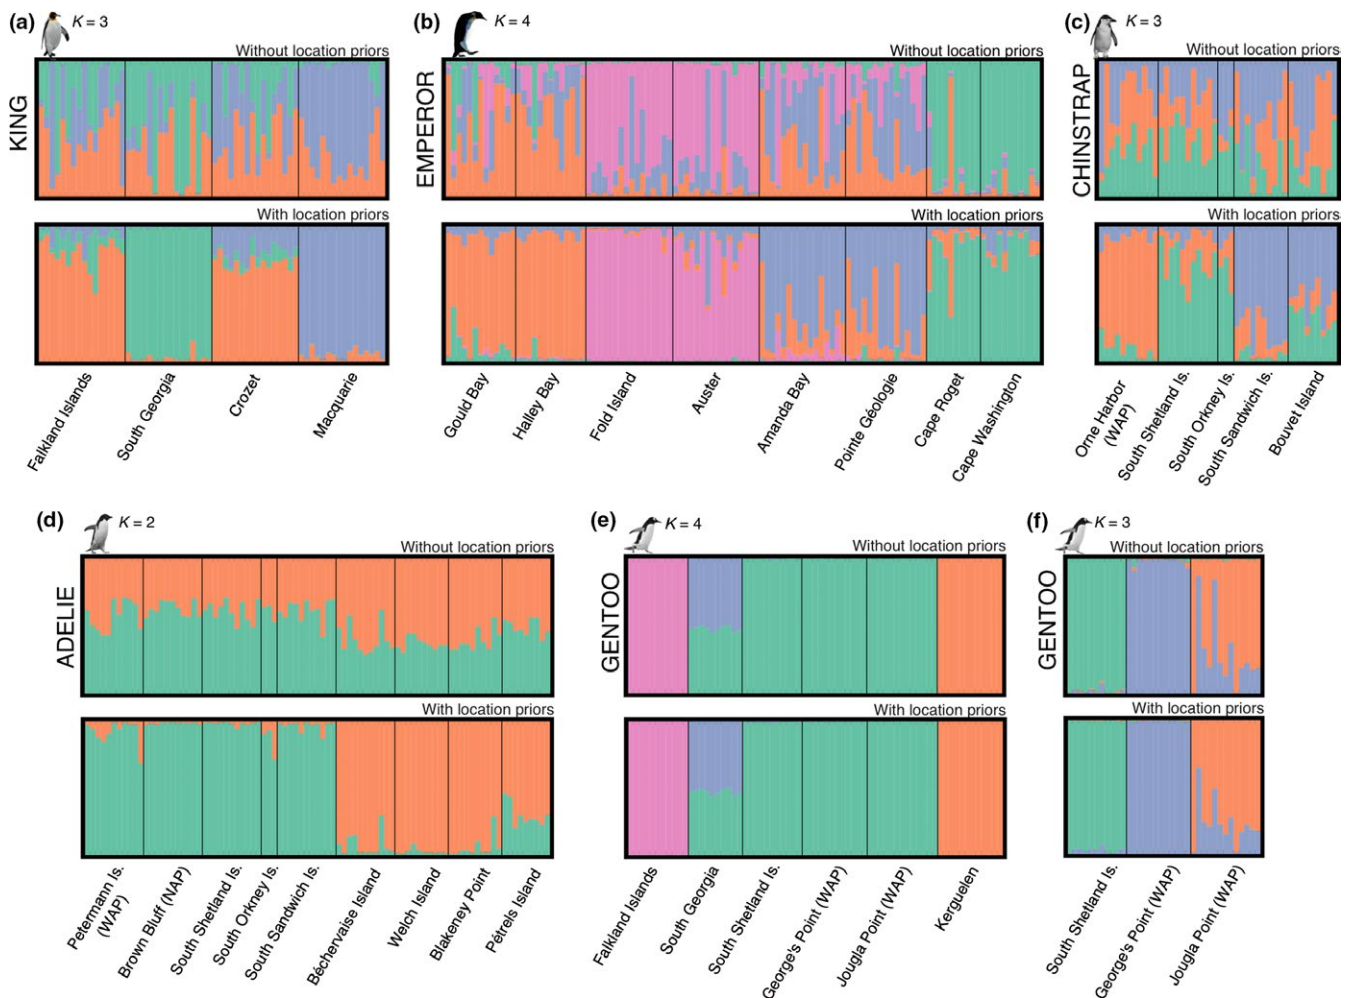 (a) K = 3
Without location priors
KING
With location priors
Falkland Islands
South Georgia
Crozet
Macquarie
(b) K = 4
Without location priors
EMPEROR
With location priors
Gould Bay
Halley Bay
Fold Island
Auster
Amanda Bay
Pointe Géologie
Cape Roget
Cape Washington
(c) K = 3
Without location priors
CHINSTRAP
With location priors
Orne Harbor
(WAP)
South Shetland Is.
South Orkney Is.
South Sandwich Is.
Bouvet Island
(d) K = 2
Without location priors
ADELIE
With location priors
Petermann Is.
(WAP)
Brown Bluff (NAP)
South Shetland Is.
South Orkney Is.
South Sandwich Is.
Béchervaise Island
Welch Island
Blakeney Point
Pétrels Island
(e) K = 4
Without location priors
GENTOO
With location priors
Falkland Islands
South Georgia
South Shetland Is.
George's Point (WAP)
Jougla Point (WAP)
Kerguelen
(f) K = 3
Without location priors
GENTOO
With location priors
South Shetland Is.
George's Point (WAP)
Jougla Point (WAP)